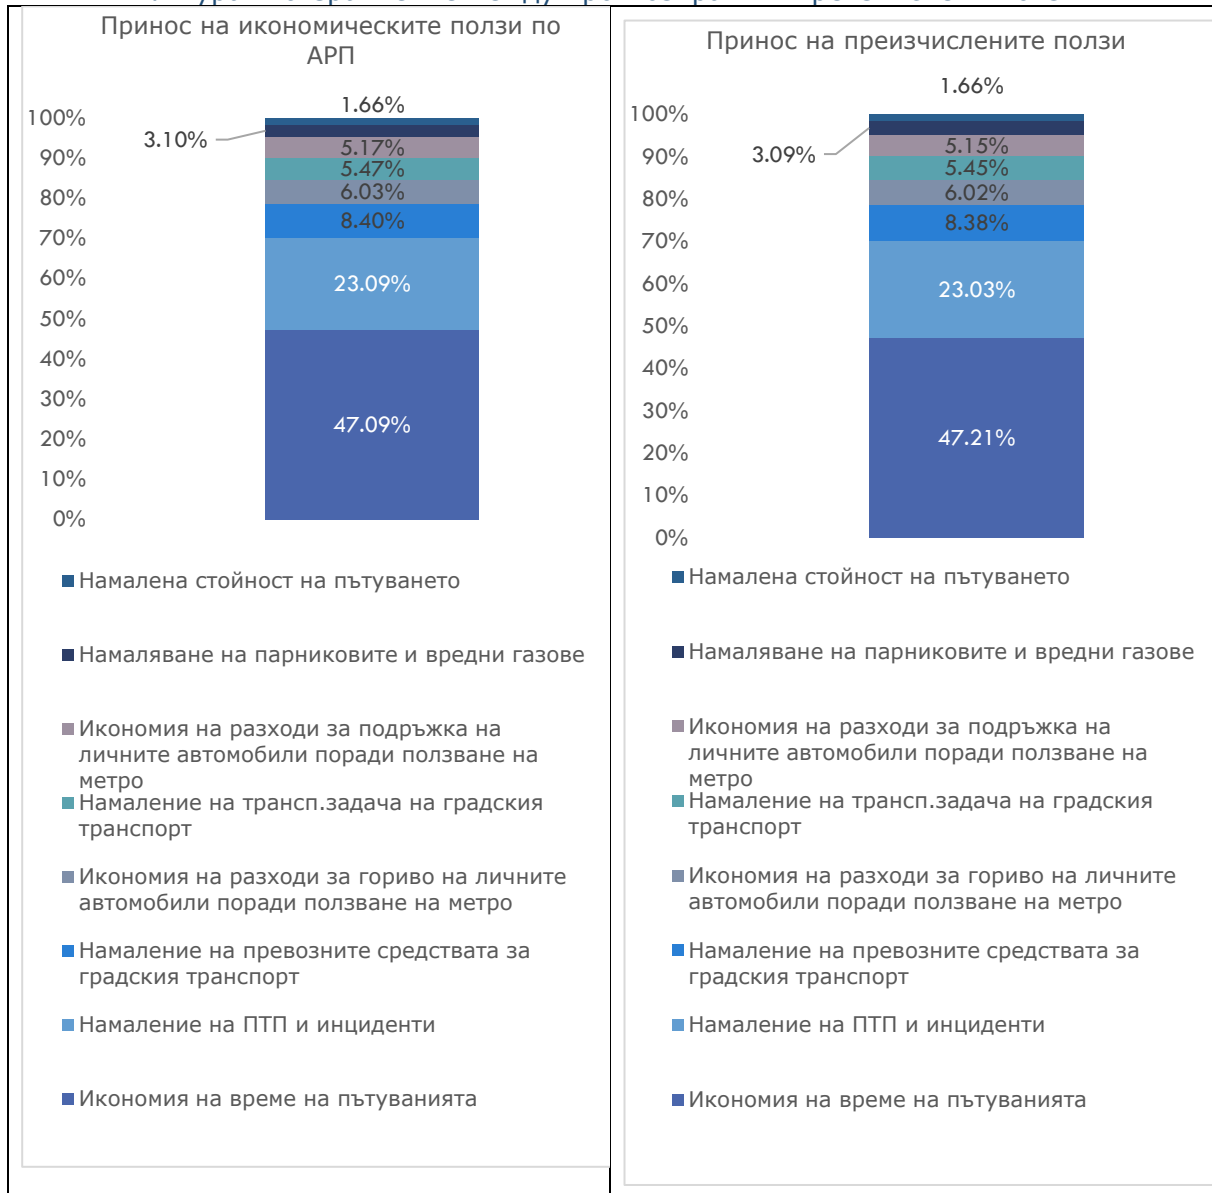 Принос на икономическите ползи по
АРП
1.66%
100%
3.10%
90%
5.17%
5.47%
80%
6.03%
8.40%
70%
60%
23.09%
50%
40%
30%
47.09%
20%
10%
0%
Намалена стойност на пътуването
Намаляване на парниковите и вредни газове
Икономия на разходи за подръжка на
личните автомобили поради ползване на
метро
Намаление на трансп.задача на градския
транспорт
Икономия на разходи за гориво на личните
автомобили поради ползване на метро
Намаление на превозните средствата за
градския транспорт
Намаление на ПТП и инциденти
Икономия на време на пътуванията
Принос на преизчислените ползи
1.66%
100%
3.09%
90%
5.15%
5.45%
80%
6.02%
8.38%
70%
60%
23.03%
50%
40%
30%
47.21%
20%
10%
0%
Намалена стойност на пътуването
Намаляване на парниковите и вредни газове
Икономия на разходи за подръжка на
личните автомобили поради ползване на
метро
Намаление на трансп.задача на градския
транспорт
Икономия на разходи за гориво на личните
автомобили поради ползване на метро
Намаление на превозните средствата за
градския транспорт
Намаление на ПТП и инциденти
Икономия на време на пътуванията